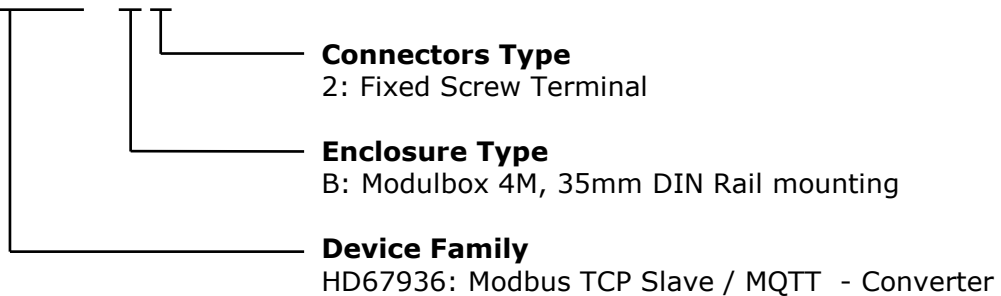 Connectors Type
2: Fixed Screw Terminal
Enclosure Type
B: Modulbox 4M, 35mm DIN Rail mounting
Device Family
HD67936: Modbus TCP Slave / MQTT - Converter